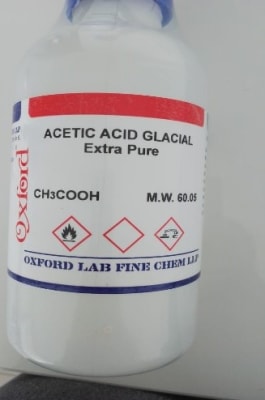 ACETIC ACID GLACIAL
Extra Pure
Oxford
CH3COOH M.W. 60.05
OXFORD LAB FINE CHEM LLP